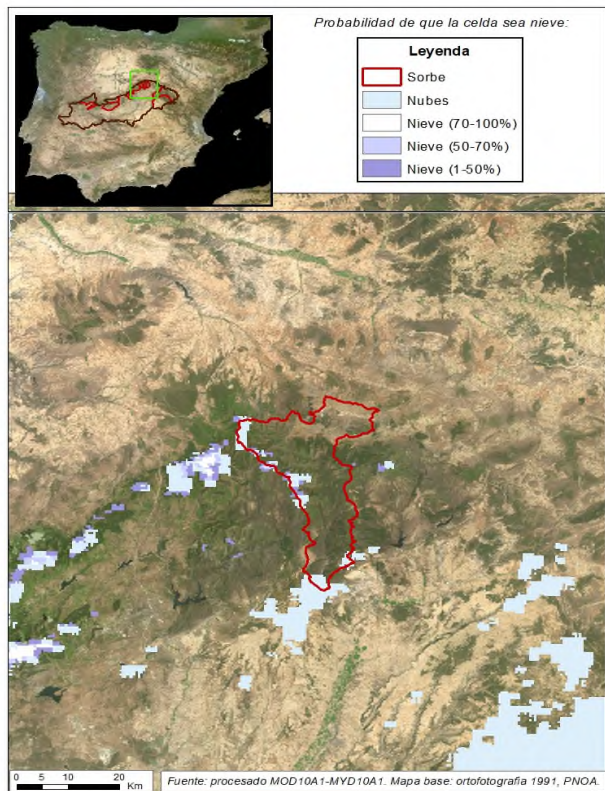 Probabilidad de que la celda sea nieve:
Leyenda
Sorbe
Nubes
Nieve (70-100%)
Nieve (50-70%)
Nieve (1-50%)
0 5 10 20
Km.
Fuente: procesado MOD10A1-MYD10A1. Mapa base: ortofotografia 1991, PNOA.